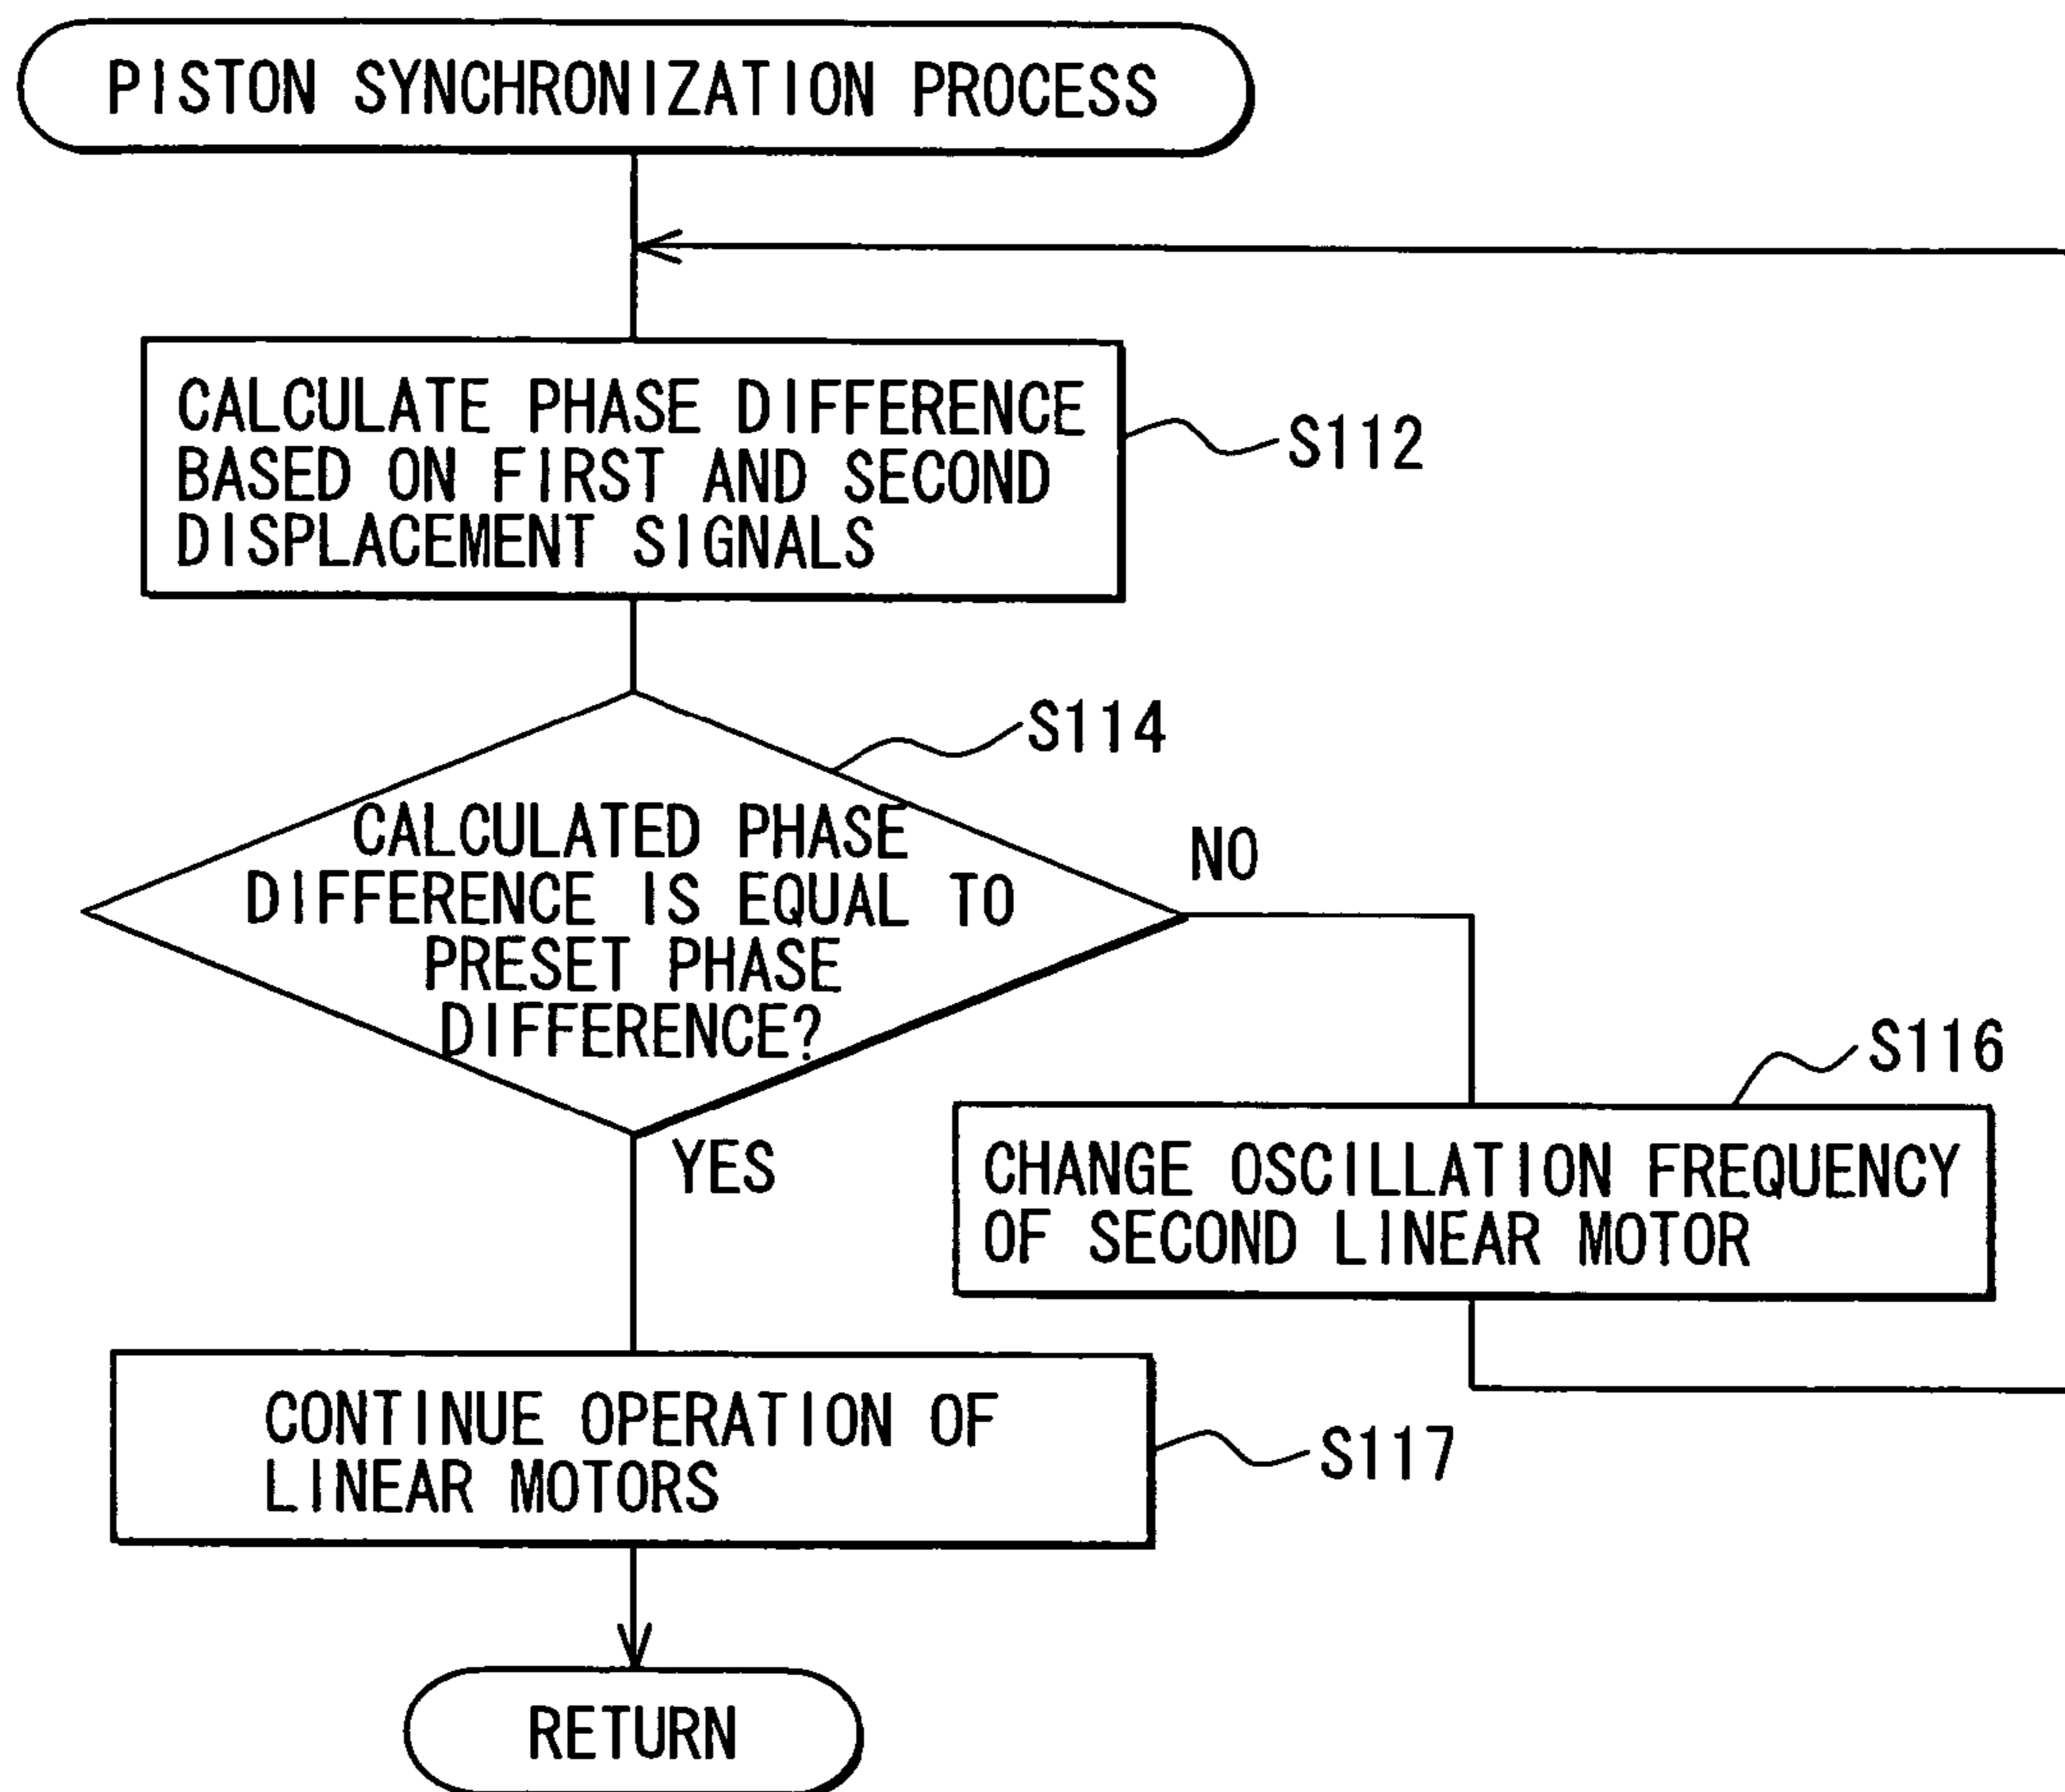 PISTON SYNCHRONIZATION PROCESS
CALCULATE PHASE DIFFERENCE
BASED ON FIRST AND SECOND
DISPLACEMENT SIGNALS
S112
S114
CALCULATED PHASE
DIFFERENCE IS EQUAL TO
PRESET PHASE
DIFFERENCE?
NO
YES
S116
CHANGE OSCILLATION FREQUENCY
OF SECOND LINEAR MOTOR
CONTINUE OPERATION OF
LINEAR MOTORS
S117
RETURN